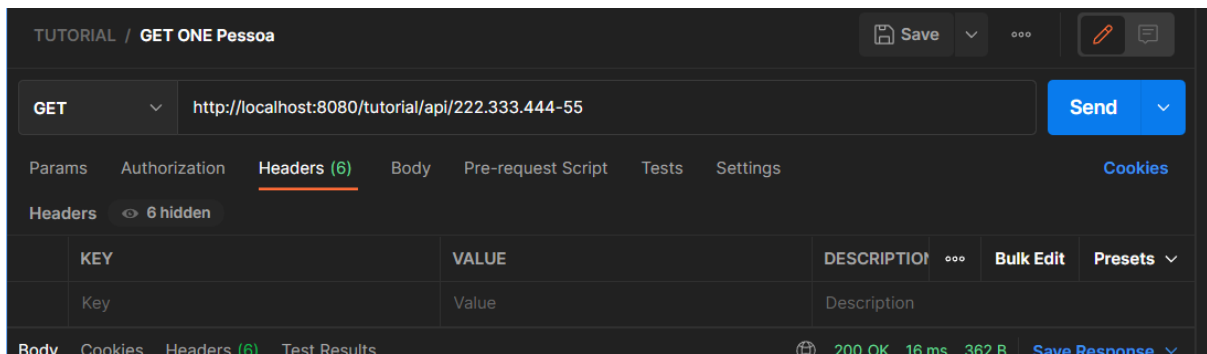 TUTORIAL / GET ONE Pessoa Save
GET http://localhost:8080/tutorial/api/222.333.444-55 Send
Params Authorization Headers (6) Body Pre-request Script Tests Settings Cookies
Headers 6 hidden
KEY VALUE DESCRIPTION Bulk Edit Presets
Key Value Description
Body Cookies Headers (6) Test Results 200 OK 16 ms 362 B Save Response